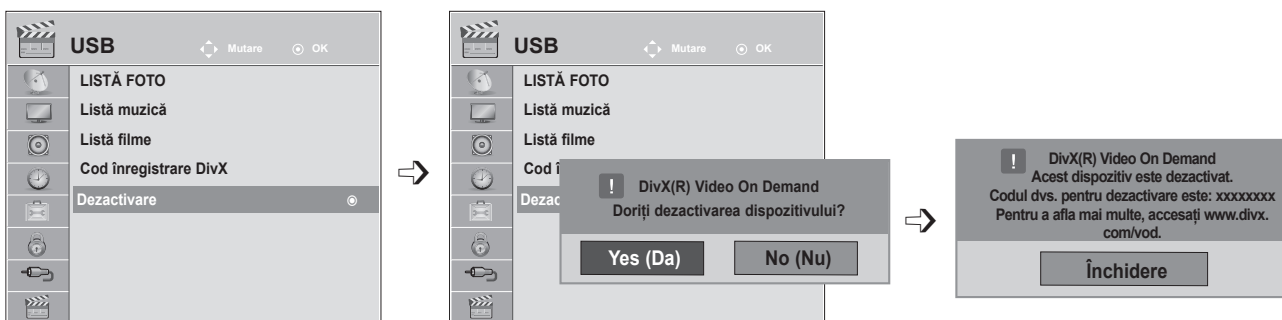 USB Mutare OK
LISTĂ FOTO
Listă muzică
Listă filme
Cod înregistrare DivX
Dezactivare
USB Mutare OK
LISTĂ FOTO
Listă muzică
Listă filme
Cod î
Dezac
! DivX(R) Video On Demand
Doriţi dezactivarea dispozitivului?
Yes (Da) No (Nu)
! DivX(R) Video On Demand
Acest dispozitiv este dezactivat.
Codul dvs. pentru dezactivare este: xxxxxxxx
Pentru a afla mai multe, accesaţi www.divx.
com/vod.
Închidere